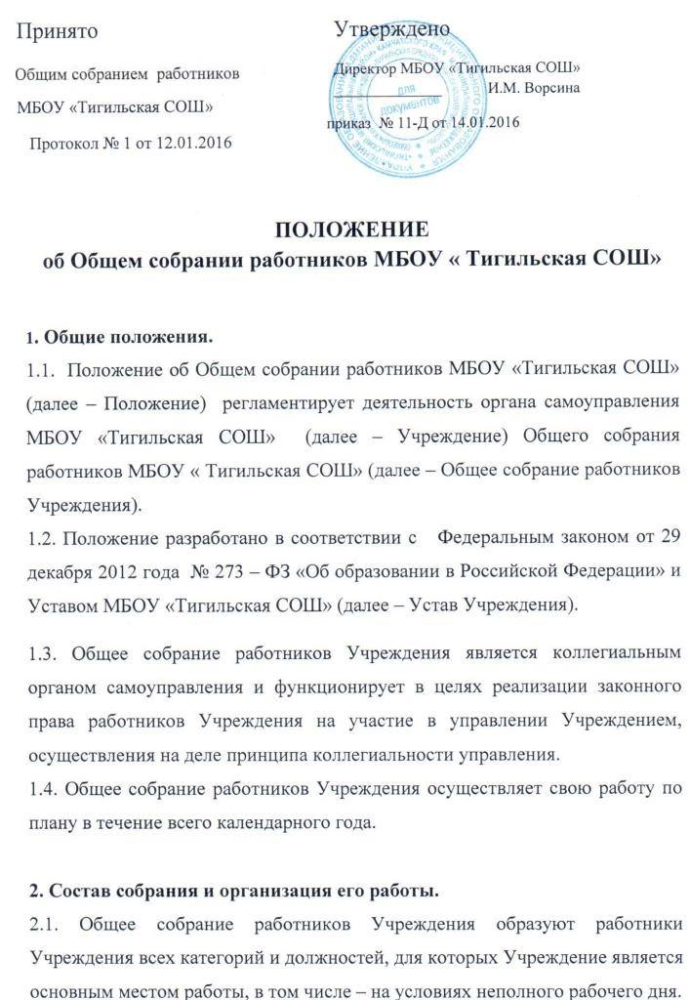 Принято
Общим собранием работников
МБОУ «Тигильская СОШ»
Протокол № 1 от 12.01.2016
Утверждено
Директор МБОУ «Тигильская СОШ»
И.М. Ворсина
приказ № 11-Д от 14.01.2016
для
документов
ПОЛОЖЕНИЕ
об Общем собрании работников МБОУ « Тигильская СОШ»
1. Общие положения.
1.1. Положение об Общем собрании работников МБОУ «Тигильская СОШ»
(далее – Положение) регламентирует деятельность органа самоуправления
МБОУ «Тигильская СОШ» (далее – Учреждение) Общего собрания
работников МБОУ « Тигильская СОШ» (далее – Общее собрание работников
Учреждения).
1.2. Положение разработано в соответствии с Федеральным законом от 29
декабря 2012 года № 273 – ФЗ «Об образовании в Российской Федерации» и
Уставом МБОУ «Тигильская СОШ» (далее – Устав Учреждения).
1.3. Общее собрание работников Учреждения является коллегиальным
органом самоуправления и функционирует в целях реализации законного
права работников Учреждения на участие в управлении Учреждением,
осуществления на деле принципа коллегиальности управления.
1.4. Общее собрание работников Учреждения осуществляет свою работу по
плану в течение всего календарного года.
2. Состав собрания и организация его работы.
2.1. Общее собрание работников Учреждения образуют работники
Учреждения всех категорий и должностей, для которых Учреждение является
основным местом работы, в том числе – на условиях неполного рабочего дня.